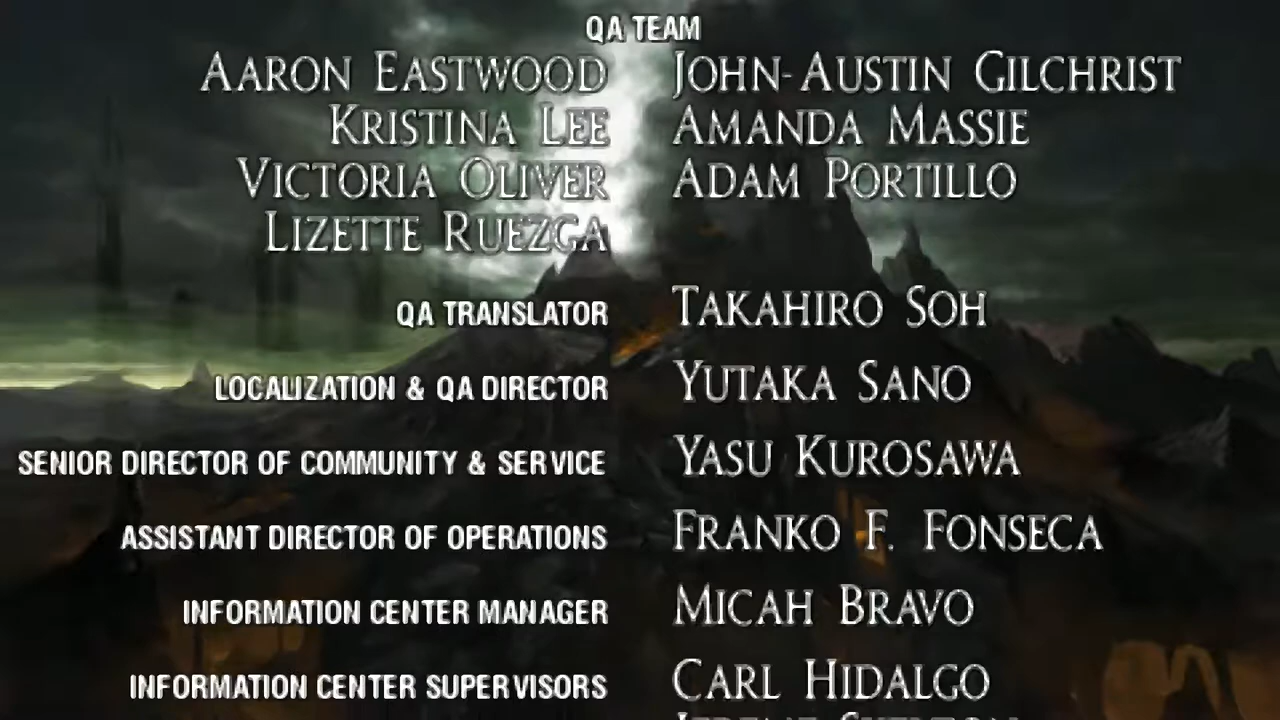 QA TEAM
AARON EASTWOOD JOHN-AUSTIN GILCHRIST
KRISTINA LEE AMANDA MASSIE
VICTORIA OLIVER ADAM PORTILLO
LIZETTE RUEZGA
QA TRANSLATOR TAKAHIRO SOH
LOCALIZATION & QA DIRECTOR YUTAKA SANO
SENIOR DIRECTOR OF COMMUNITY & SERVICE YASU KUROSAWA
ASSISTANT DIRECTOR OF OPERATIONS FRANKO F. FONSECA
INFORMATION CENTER MANAGER MICAH BRAVO
INFORMATION CENTER SUPERVISORS CARL HIDALGO